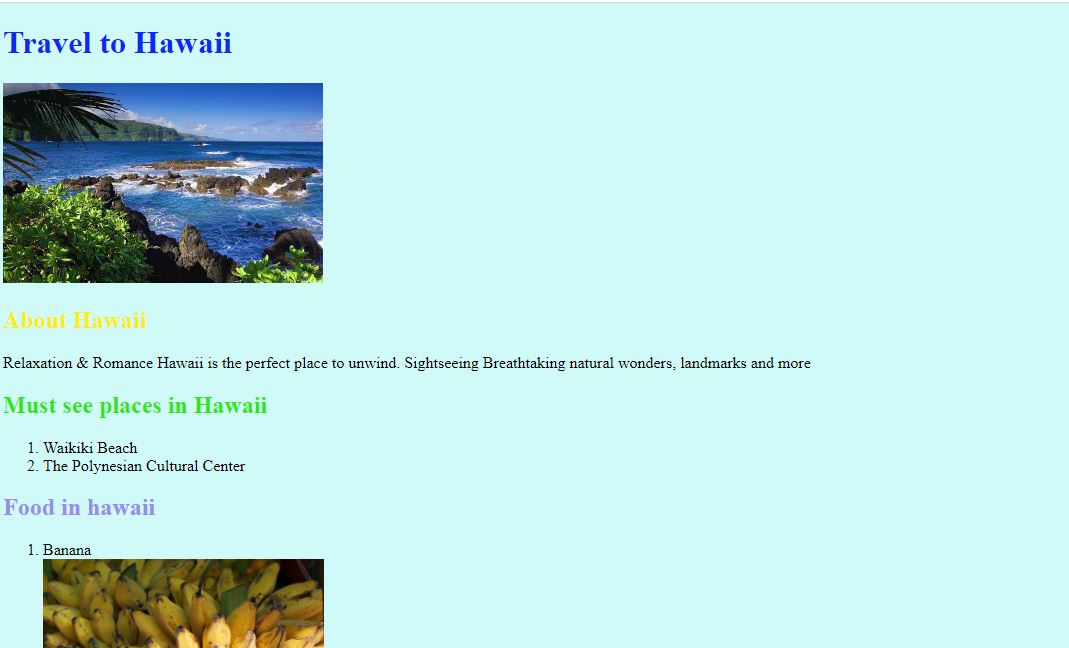 Travel to Hawaii
About Hawaii
Relaxation & Romance Hawaii is the perfect place to unwind. Sightseeing Breathtaking natural wonders, landmarks and more
Must see places in Hawaii
1. Waikiki Beach
2. The Polynesian Cultural Center
Food in hawaii
1. Banana